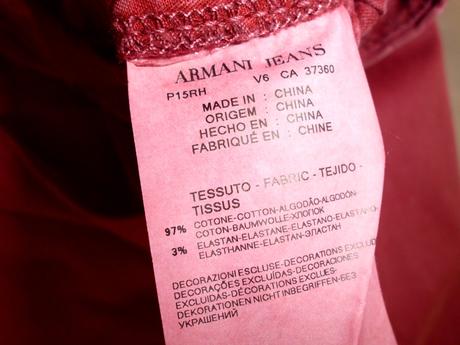 ARMANI JEANS
P15RH V6 CA 37360
MADE IN : CHINA
ORIGEM : CHINA
HECHO EN : CHINA
FABRIQUÉ EN : CHINE
TESSUTO - FABRIC - TEJIDO -
TISSUS
97% COTONE-COTTON-ALGODÃO-ALGODÓN-
COTON-BAUMWOLLE-ХЛОПОК
3% ELASTAN-ELASTANE-ELASTANO-ELASTANO-
ELASTHANNE-ELASTAN-ЭЛАСТАН
DECORAZIONI ESCLUSE-DECORATIONS EXCLUD
DECORAÇÕES EXCLUÍDAS-DECORACIONES
EXCLUIDAS-DÉCORATIONS EXCLUES-
DEKORATIONEN NICHT INBEGRIFFEN-БЕЗ
УКРАШЕНИЙ